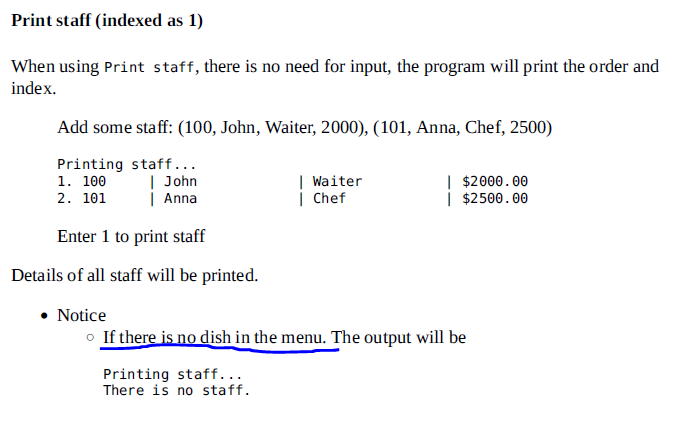 Print staff (indexed as 1)
When using Print staff, there is no need for input, the program will print the order and
index.
Add some staff: (100, John, Waiter, 2000), (101, Anna, Chef, 2500)
Printing staff...
1. 100 | John | Waiter | $2000.00
2. 101 | Anna | Chef | $2500.00
Enter 1 to print staff
Details of all staff will be printed.
• Notice
○ If there is no dish in the menu. The output will be
Printing staff...
There is no staff.